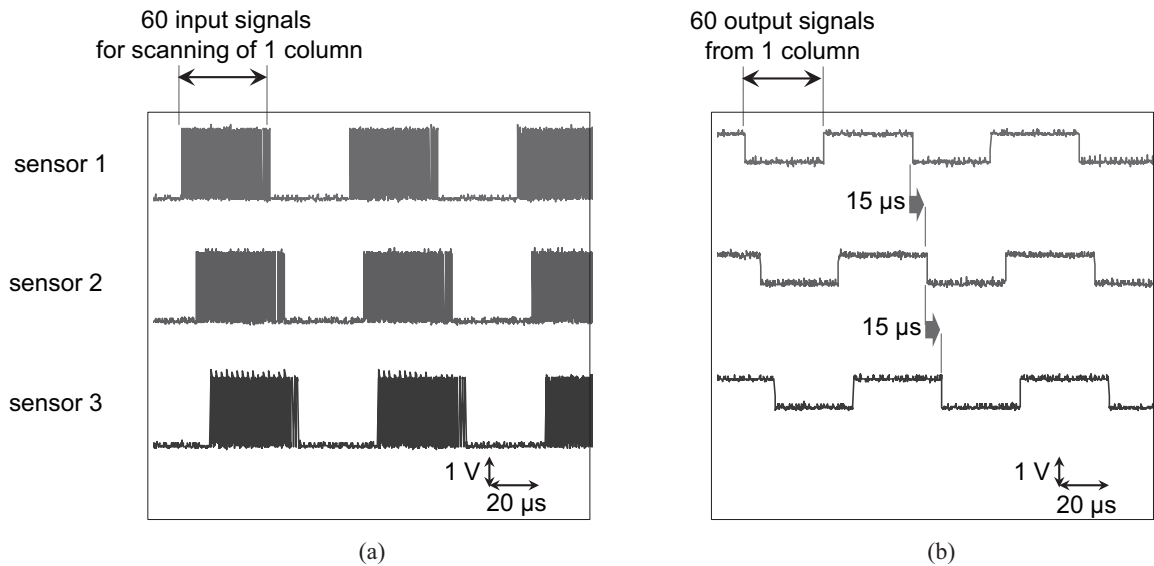 60 input signals
for scanning of 1 column
sensor 1
sensor 2
sensor 3
1 V
20 µs
(a)
60 output signals
from 1 column
15 µs
15 µs
1 V
20 µs
(b)